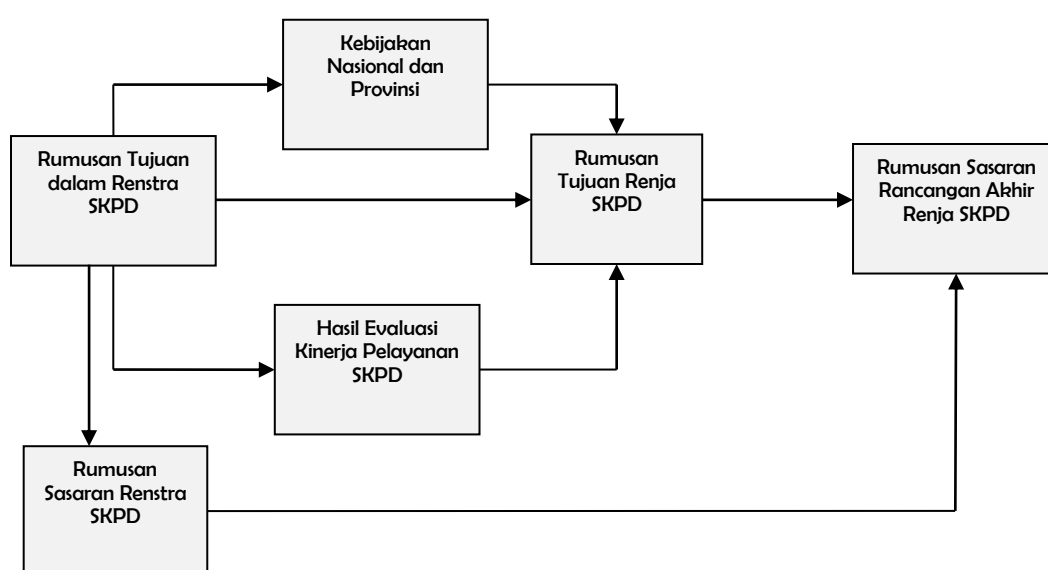 Kebijakan
Nasional dan
Provinsi
Rumusan Tujuan
dalam Renstra
SKPD
Rumusan
Tujuan Renja
SKPD
Rumusan Sasaran
Rancangan Akhir
Renja SKPD
Hasil Evaluasi
Kinerja Pelayanan
SKPD
Rumusan
Sasaran Renstra
SKPD